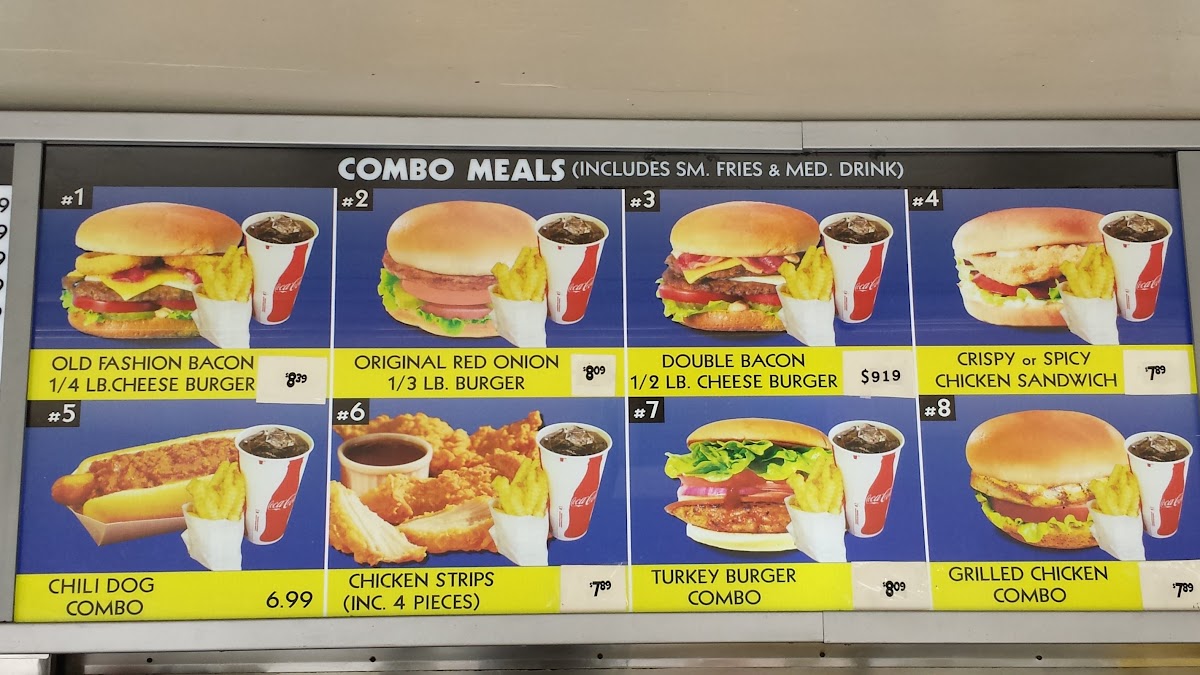 COMBO MEALS (INCLUDES SM. FRIES & MED. DRINK)
#1
OLD FASHION BACON
1/4 LB.CHEESE BURGER
$8.39
#2
ORIGINAL RED ONION
1/3 LB. BURGER
$8.09
#3
DOUBLE BACON
1/2 LB. CHEESE BURGER
$919
#4
CRISPY or SPICY
CHICKEN SANDWICH
$7.89
#5
CHILI DOG
COMBO
6.99
#6
CHICKEN STRIPS
(INC. 4 PIECES)
$7.89
#7
TURKEY BURGER
COMBO
$8.09
#8
GRILLED CHICKEN
COMBO
$7.89